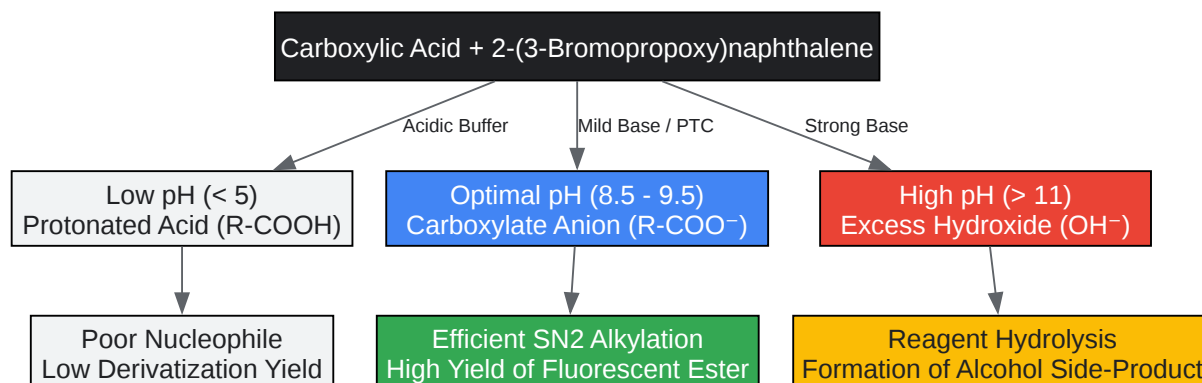 Carboxylic Acid + 2-(3-Bromopropoxy)naphthalene
Acidic Buffer
Mild Base / PTC
Strong Base
Low pH (< 5)
Protonated Acid (R-COOH)
Optimal pH (8.5 - 9.5)
Carboxylate Anion (R-COO⁻)
High pH (> 11)
Excess Hydroxide (OH⁻)
Poor Nucleophile
Low Derivatization Yield
Efficient SN2 Alkylation
High Yield of Fluorescent Ester
Reagent Hydrolysis
Formation of Alcohol Side-Product